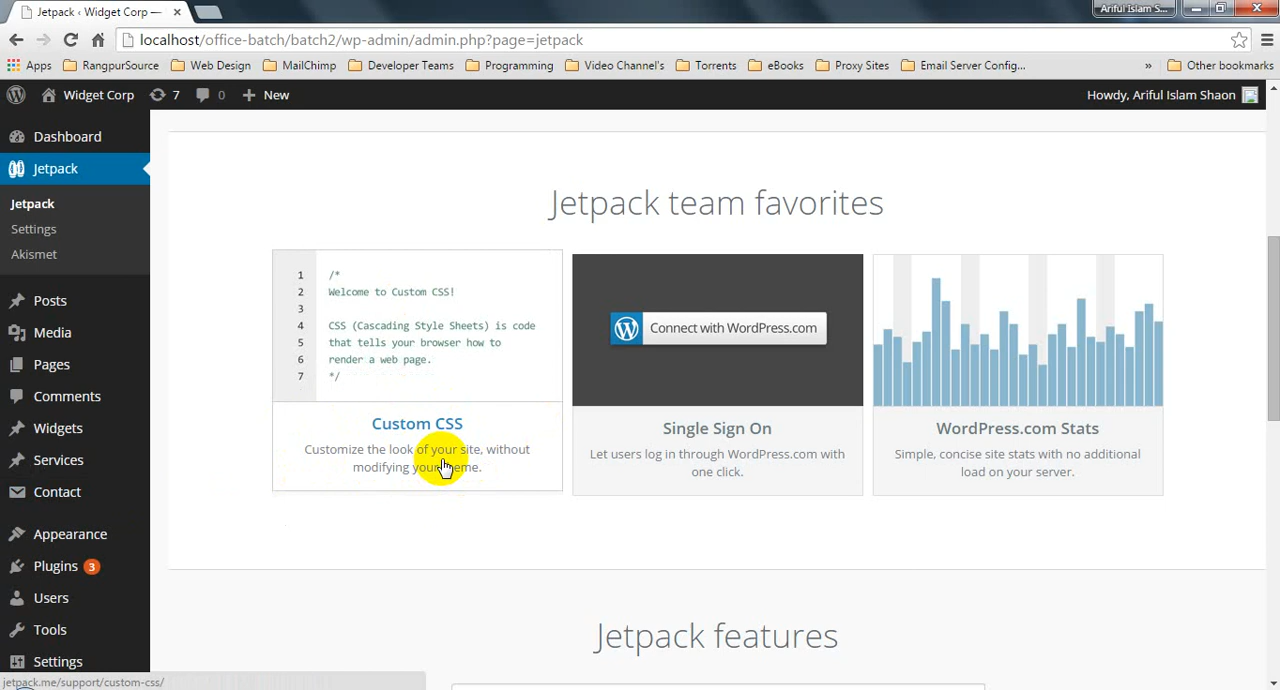 Jetpack ‹ Widget Corp —
Ariful Islam S...
localhost/office-batch/batch2/wp-admin/admin.php?page=jetpack
Apps RangpurSource Web Design MailChimp Developer Teams Programming Video Channel's Torrents eBooks Proxy Sites Email Server Config... » Other bookmarks
Widget Corp 7 0 New Howdy, Ariful Islam Shaon
Dashboard
Jetpack
Jetpack
Settings
Akismet
Posts
Media
Pages
Comments
Widgets
Services
Contact
Appearance
Plugins 3
Users
Tools
Settings
Jetpack team favorites
1 /*
2 Welcome to Custom CSS!
3
4 CSS (Cascading Style Sheets) is code
5 that tells your browser how to
6 render a web page.
7 */
Custom CSS
Customize the look of your site, without
modifying your theme.
Connect with WordPress.com
Single Sign On
Let users log in through WordPress.com with
one click.
WordPress.com Stats
Simple, concise site stats with no additional
load on your server.
Jetpack features
jetpack.me/support/custom-css/